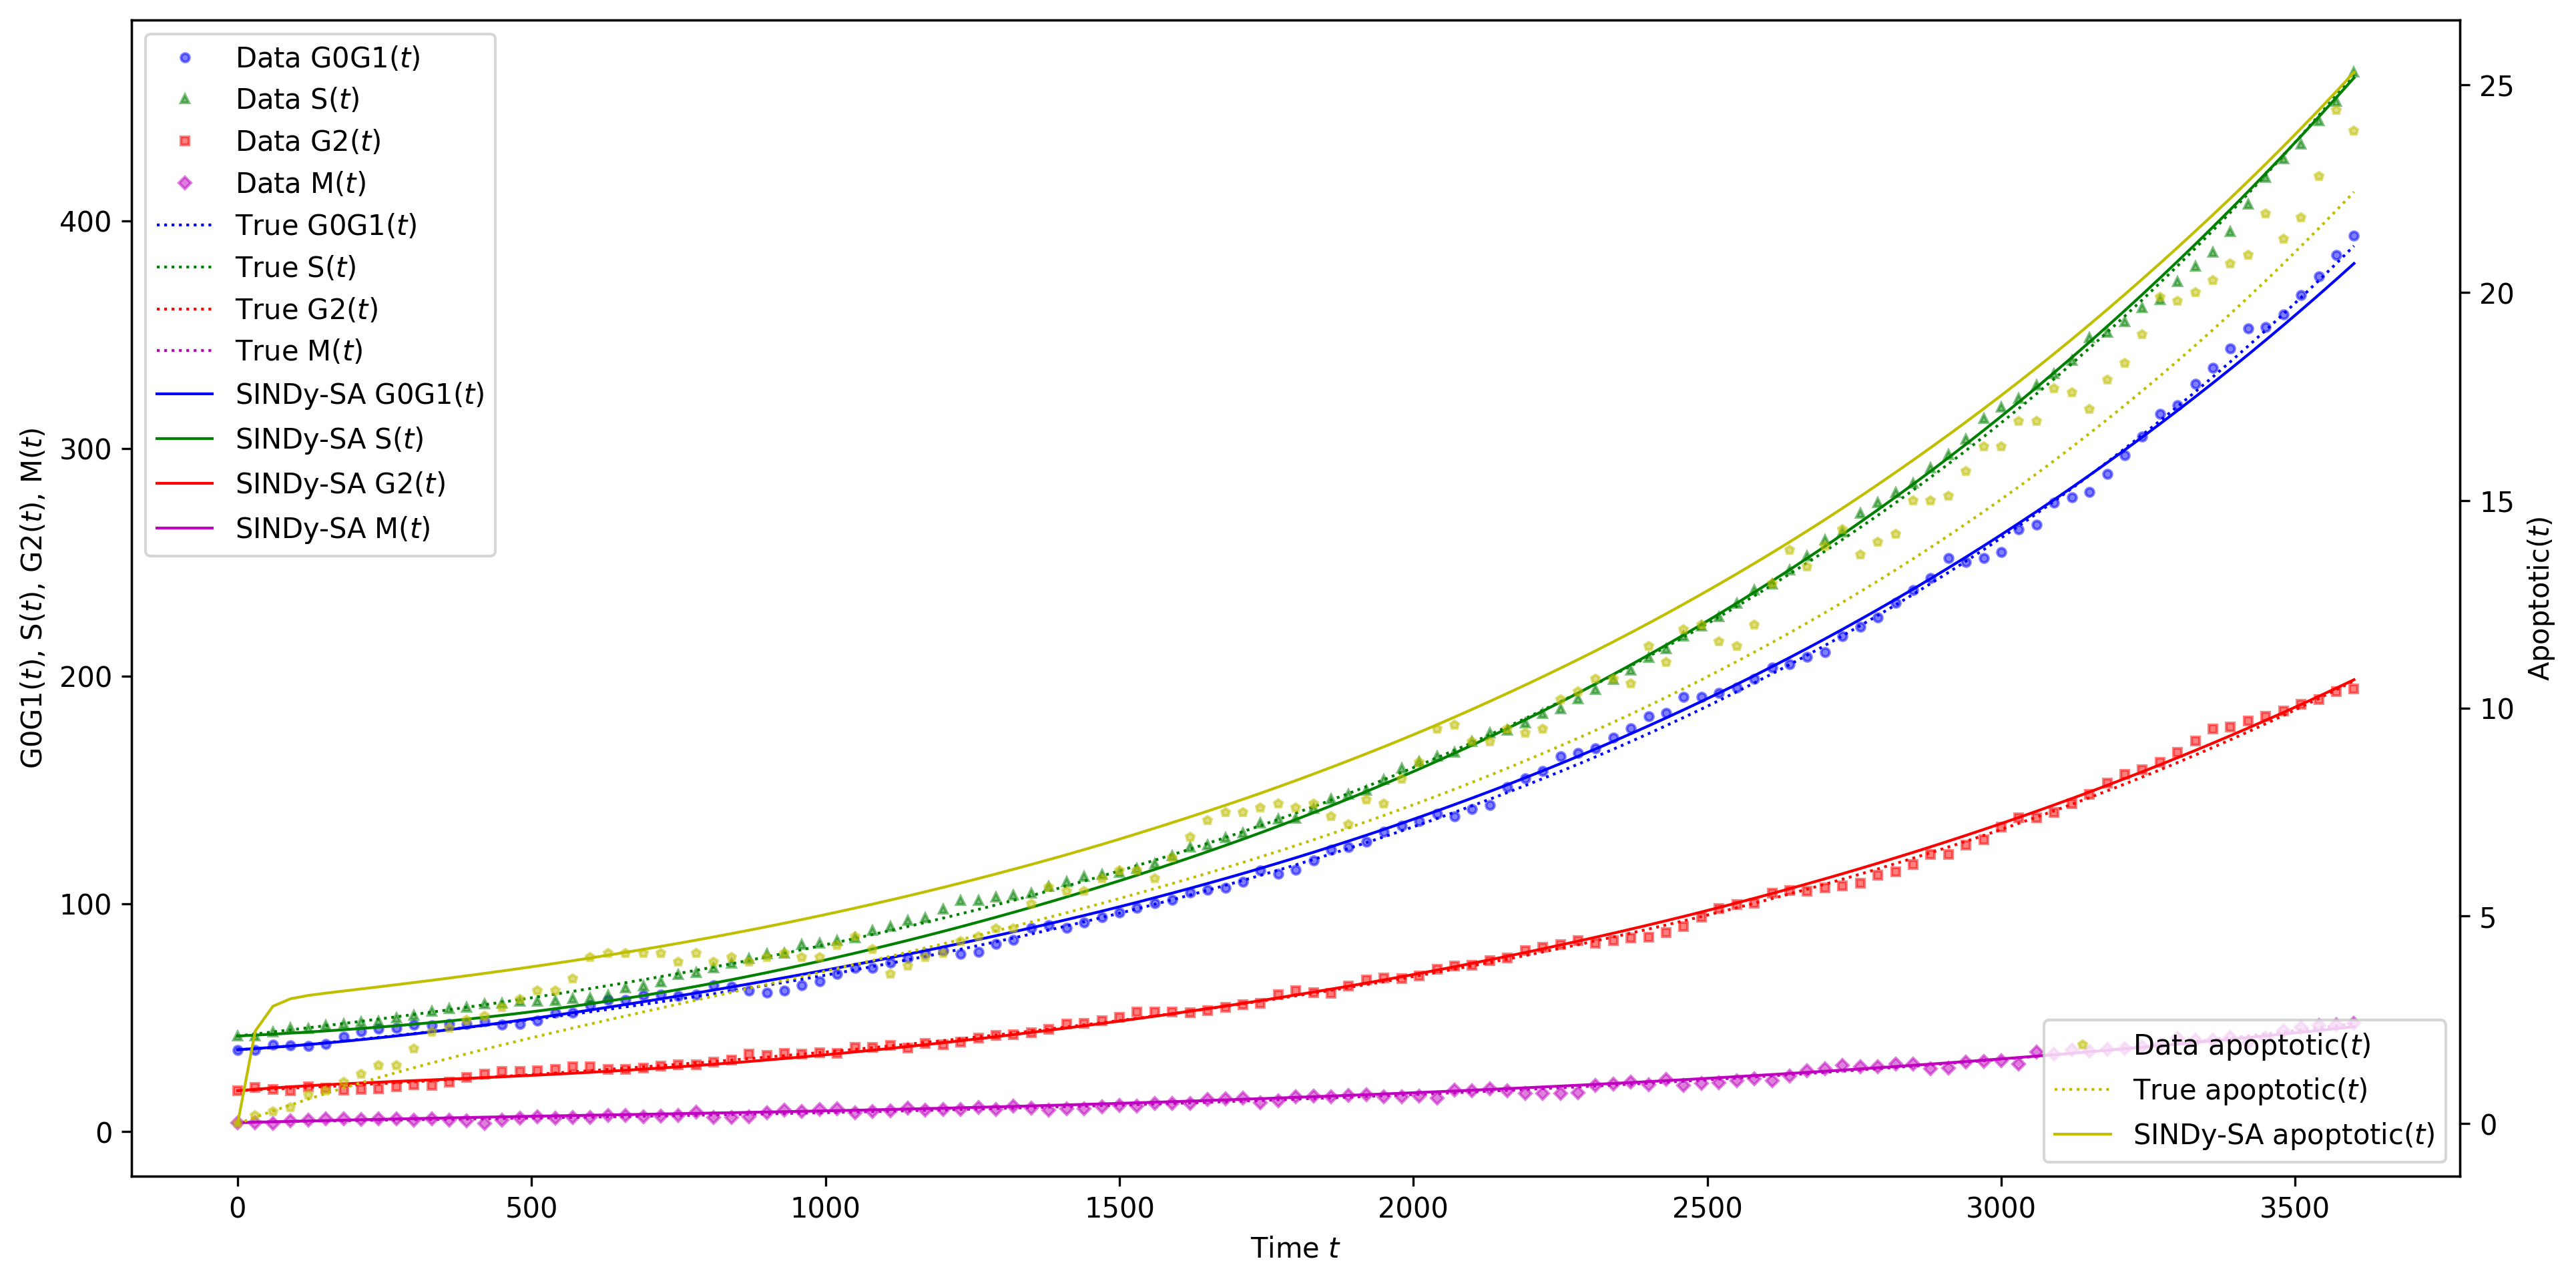 Data G0G1(t)
Data S(t)
Data G2(t)
Data M(t)
True G0G1(t)
True S(t)
True G2(t)
True M(t)
SINDy-SA G0G1(t)
SINDy-SA S(t)
SINDy-SA G2(t)
SINDy-SA M(t)
G0G1(t), S(t), G2(t), M(t)
400
300
200
100
0
25
20
15
10
5
0
Apoptotic(t)
Data apoptotic(t)
True apoptotic(t)
SINDy-SA apoptotic(t)
0 500 1000 1500 2000 2500 3000 3500
Time t